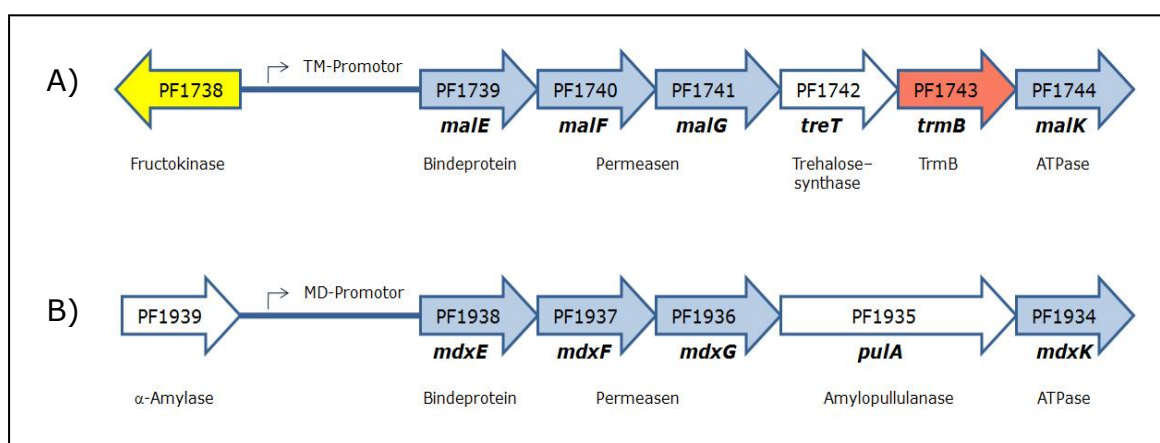 A)
TM-Promotor
PF1738 PF1739 PF1740 PF1741 PF1742 PF1743 PF1744
malE malF malG treT trmB malK
Fructokinase Bindeprotein Permeasen Trehalose– TrmB ATPase
synthase
B)
MD-Promotor
PF1939 PF1938 PF1937 PF1936 PF1935 PF1934
mdxE mdxF mdxG pulA mdxK
α-Amylase Bindeprotein Permeasen Amylopullulanase ATPase